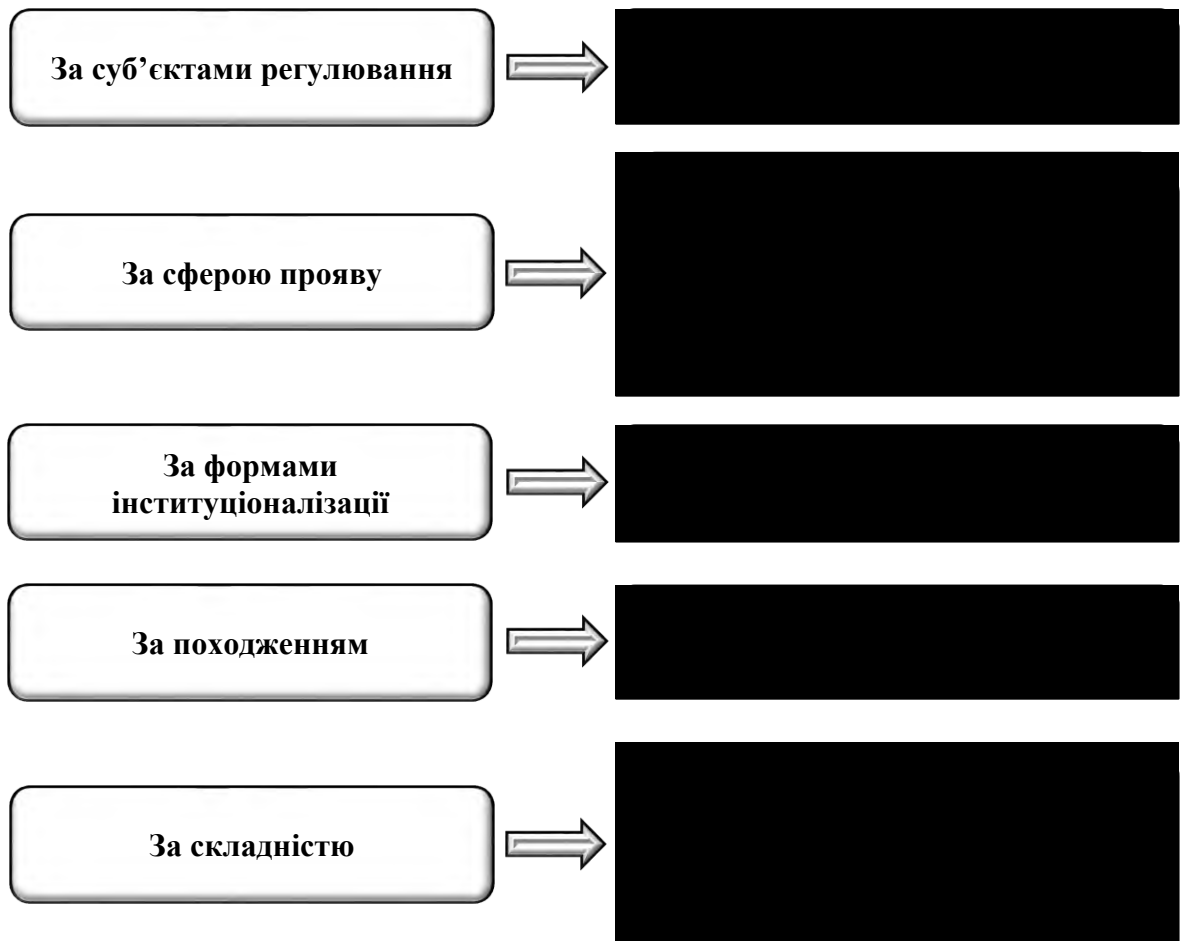 За суб’єктами регулювання
За сферою прояву
За формами
інституціоналізації
За походженням
За складністю